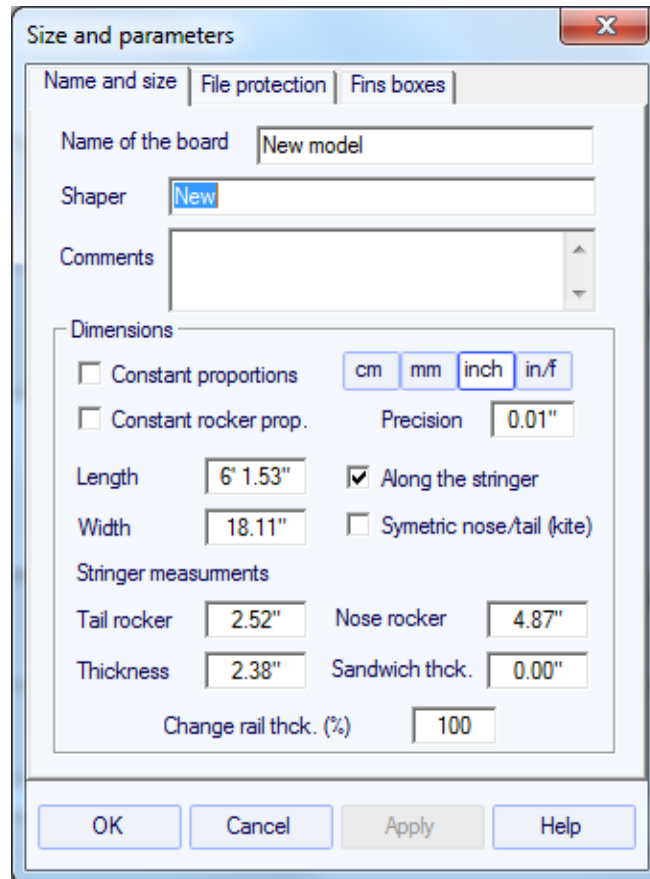 Size and parameters
X
Name and size File protection Fins boxes
Name of the board New model
Shaper New
Comments
Dimensions
Constant proportions cm mm inch in/f
Constant rocker prop. Precision 0.01"
Length 6' 1.53" Along the stringer
Width 18.11" Symetric nose/tail (kite)
Stringer measurments
Tail rocker 2.52" Nose rocker 4.87"
Thickness 2.38" Sandwich thck. 0.00"
Change rail thck. (%) 100
OK Cancel Apply Help